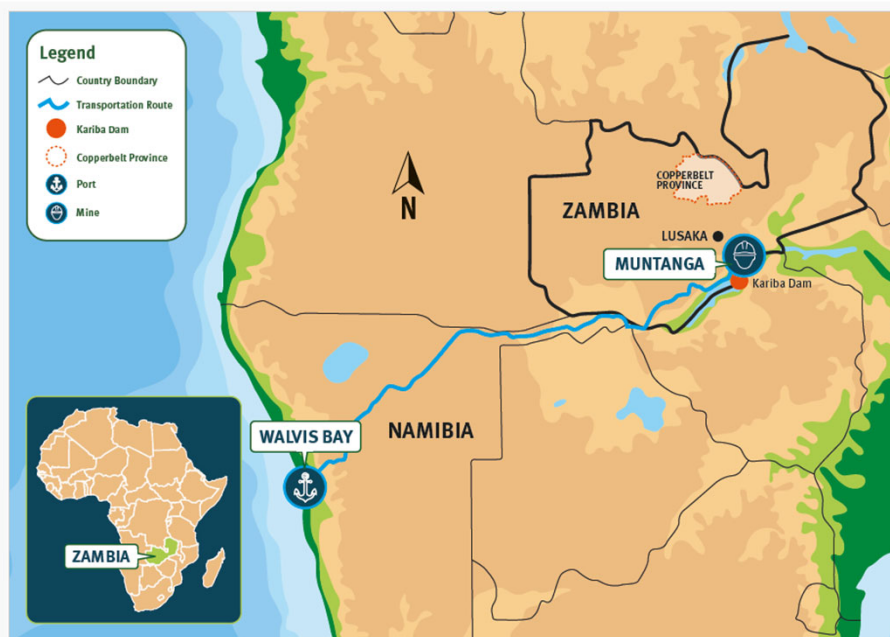 Legend
Country Boundary
Transportation Route
Kariba Dam
Copperbelt Province
Port
Mine
N
COPPERBELT
PROVINCE
ZAMBIA
LUSAKA
MUNTANGA
Kariba Dam
WALVIS BAY
NAMIBIA
ZAMBIA